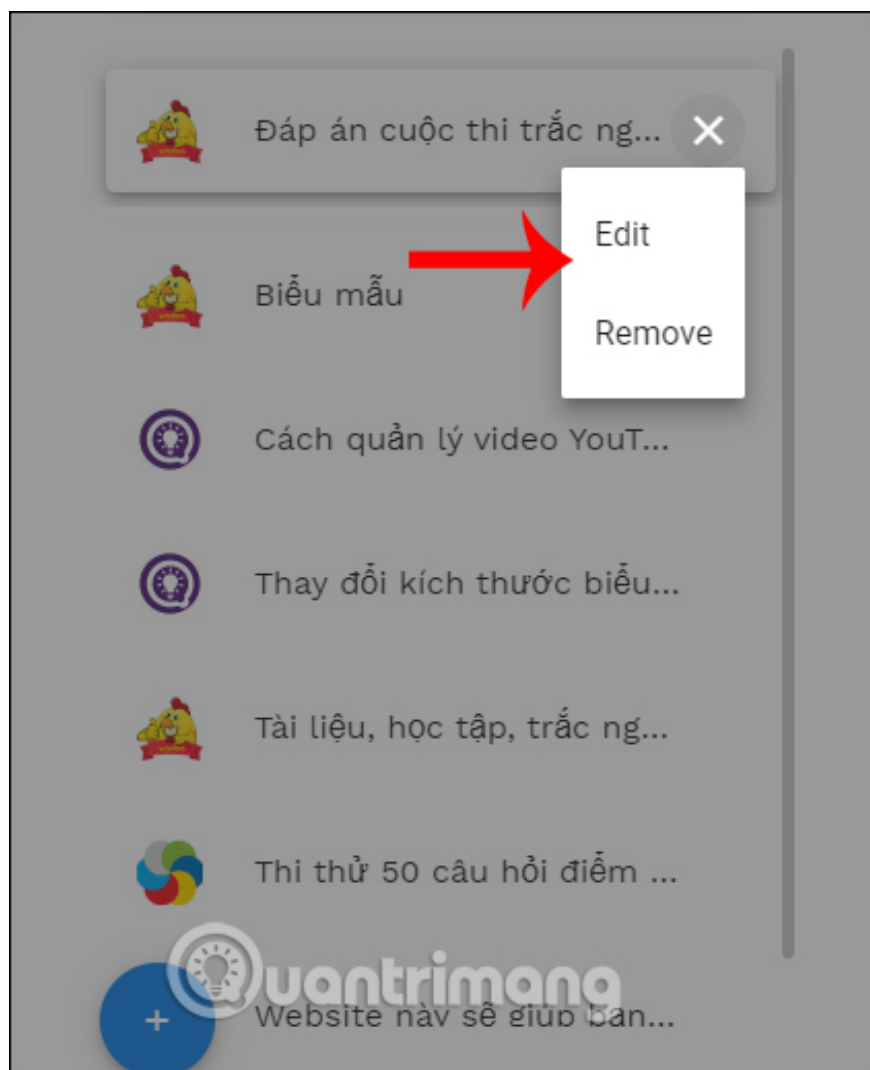 Đáp án cuộc thi trắc ng...
Edit
Biểu mẫu
Remove
Cách quản lý video YouT...
Thay đổi kích thước biểu...
Tài liệu, học tập, trắc ng...
Thi thử 50 câu hỏi điểm ...
Quantrimang
Website này sẽ giúp bạn...